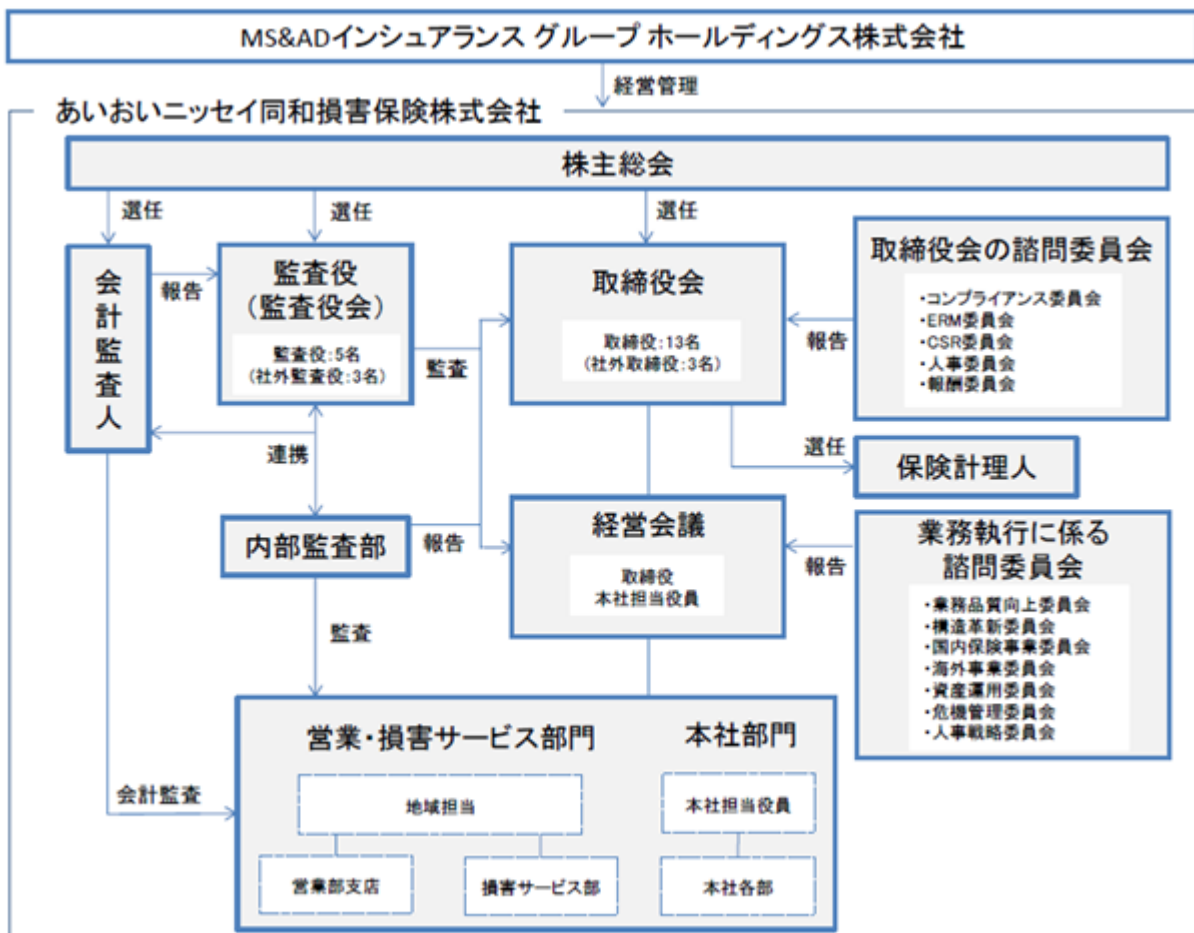 MS&ADインシュアランス グループ ホールディングス株式会社
経営管理
あいおいニッセイ同和損害保険株式会社
株主総会
選任
選任
選任
会計監査人
報告
監査役
(監査役会)
監査役:5名
(社外監査役:3名)
監査
取締役会
取締役:13名
(社外取締役:3名)
報告
取締役会の諮問委員会
・コンプライアンス委員会
・ERM委員会
・CSR委員会
・人事委員会
・報酬委員会
連携
選任
保険計理人
内部監査部
報告
経営会議
取締役
本社担当役員
報告
業務執行に係る
諮問委員会
・業務品質向上委員会
・構造革新委員会
・国内保険事業委員会
・海外事業委員会
・資産運用委員会
・危機管理委員会
・人事戦略委員会
監査
会計監査
営業・損害サービス部門
本社部門
地域担当
本社担当役員
営業部支店
損害サービス部
本社各部